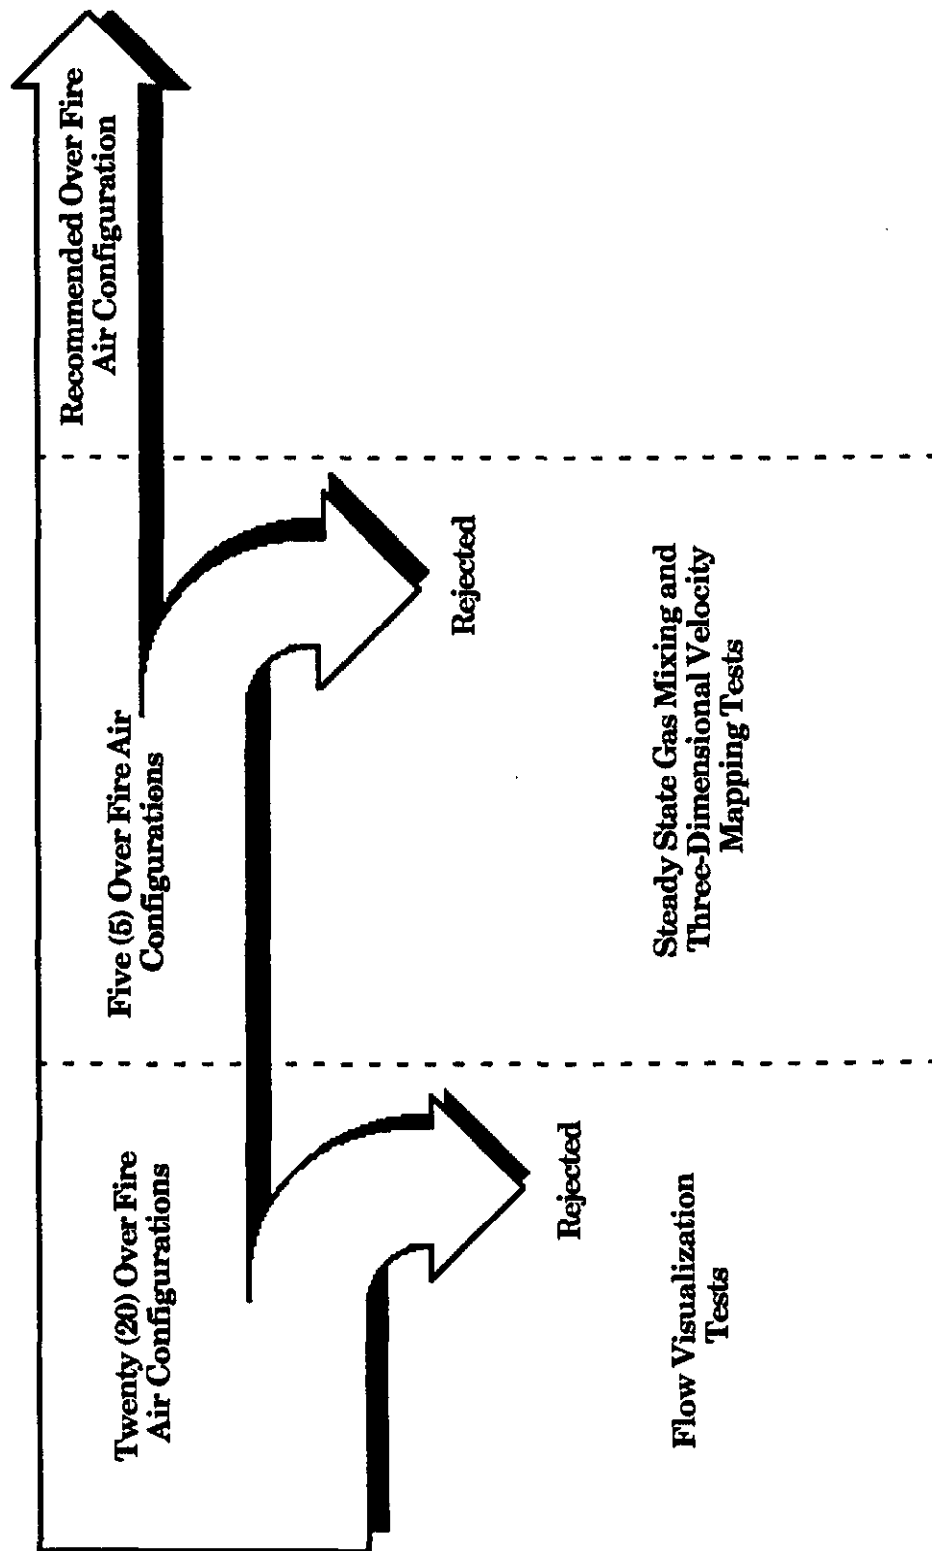 Twenty (20) Over Fire
Air Configurations
Five (5) Over Fire Air
Configurations
Recommended Over Fire
Air Configuration
Rejected
Rejected
Flow Visualization
Tests
Steady State Gas Mixing and
Three-Dimensional Velocity
Mapping Tests